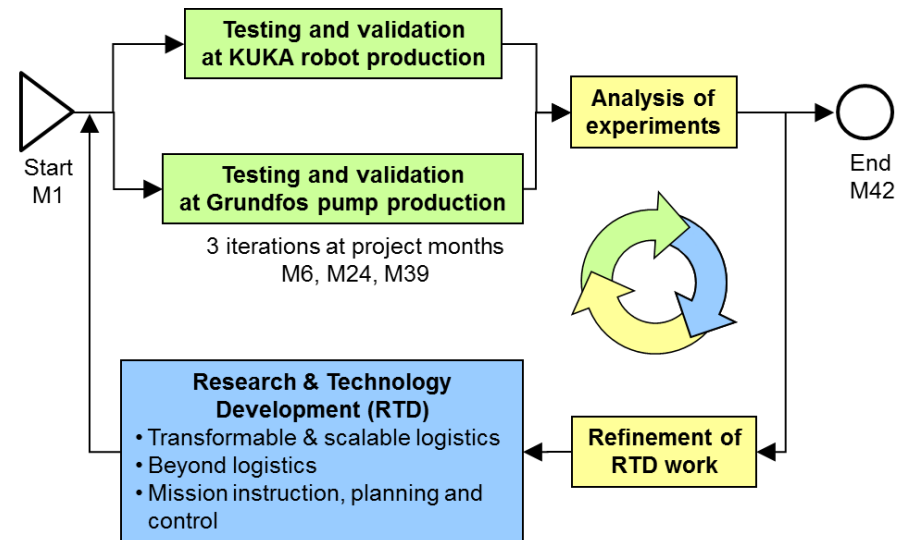 Testing and validation
at KUKA robot production
Start
M1
Testing and validation
at Grundfos pump production
3 iterations at project months
M6, M24, M39
Analysis of
experiments
End
M42
Research & Technology
Development (RTD)
• Transformable & scalable logistics
• Beyond logistics
• Mission instruction, planning and
control
Refinement of
RTD work